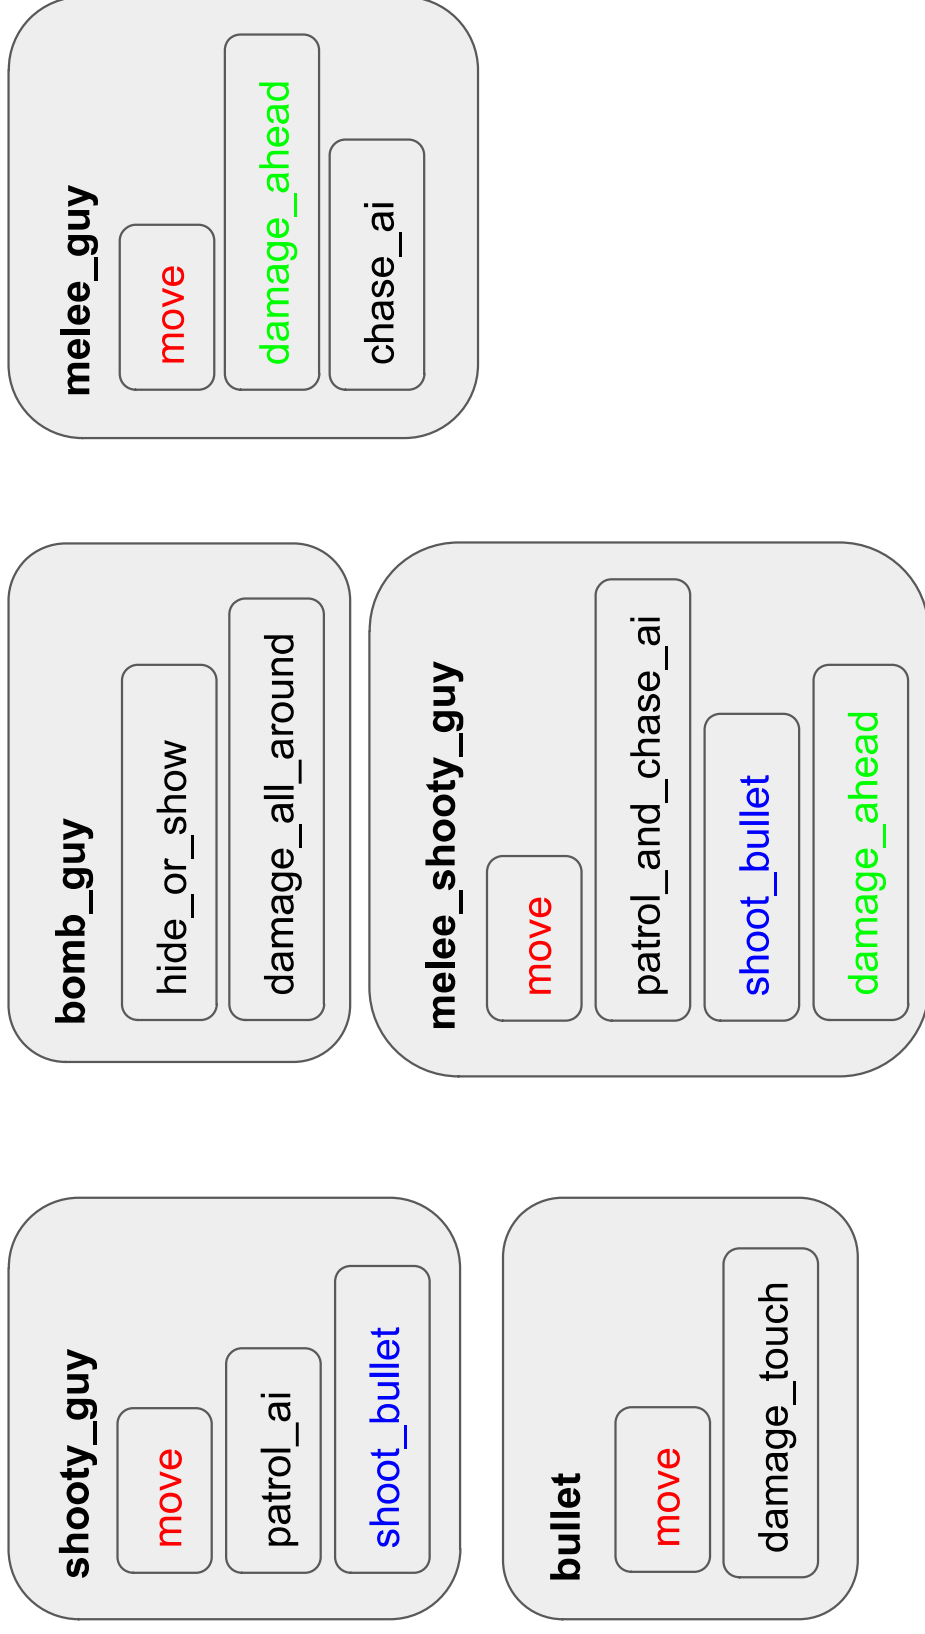 shooty_guy
move
patrol_ai
shoot_bullet
bomb_guy
hide_or_show
damage_all_around
melee_guy
move
damage_ahead
chase_ai
bullet
move
damage_touch
melee_shooty_guy
move
patrol_and_chase_ai
shoot_bullet
damage_ahead